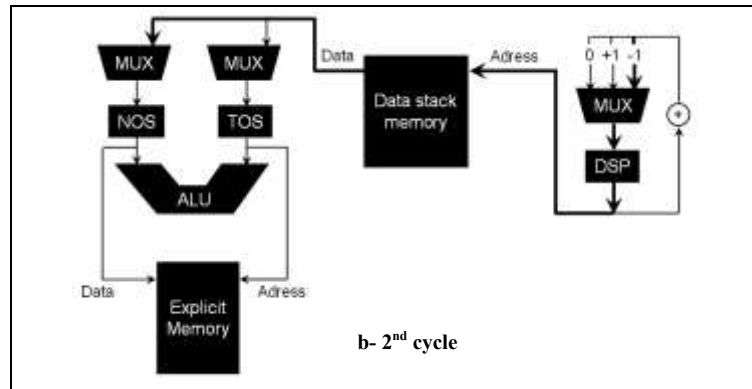 MUX
MUX
NOS
TOS
ALU
Data
Adress
Explicit
Memory
Data
Data stack
memory
Adress
0 +1 -1
MUX
+
DSP
b- 2nd cycle